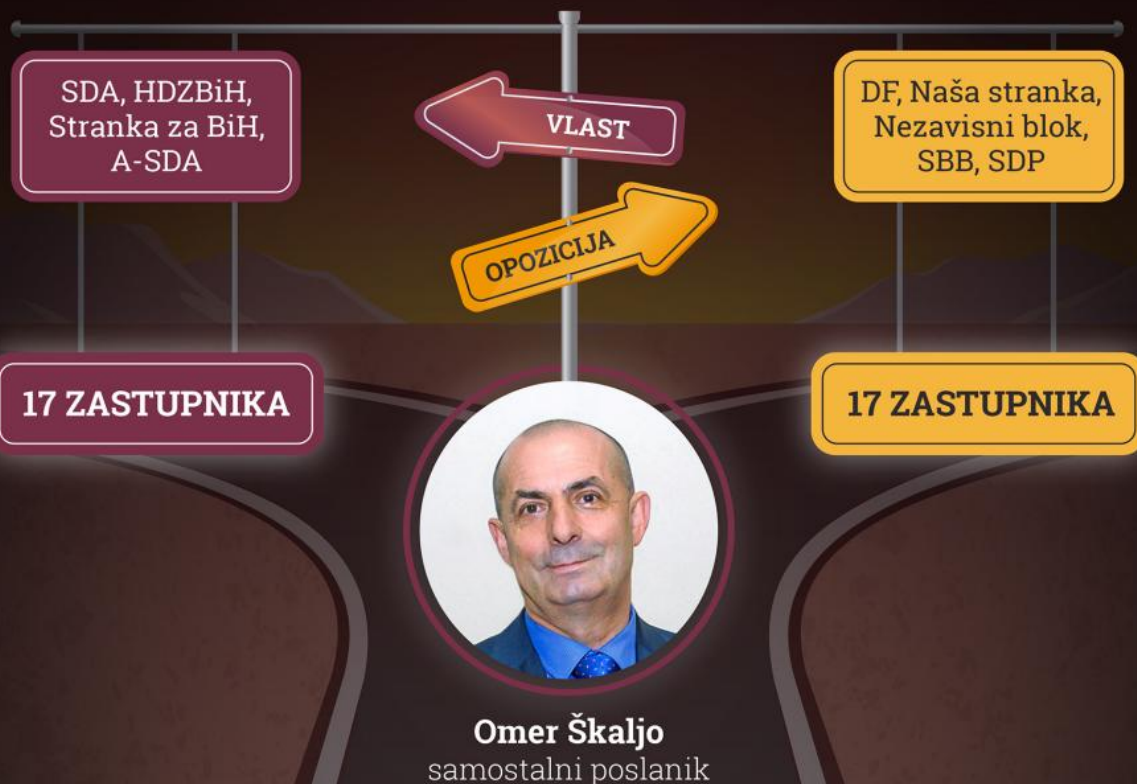 SDA, HDZBiH,
Stranka za BiH,
A-SDA
VLAST
OPOZICIJA
DF, Naša stranka,
Nezavisni blok,
SBB, SDP
17 ZASTUPNIKA
17 ZASTUPNIKA
Omer Škaljo
samostalni poslanik